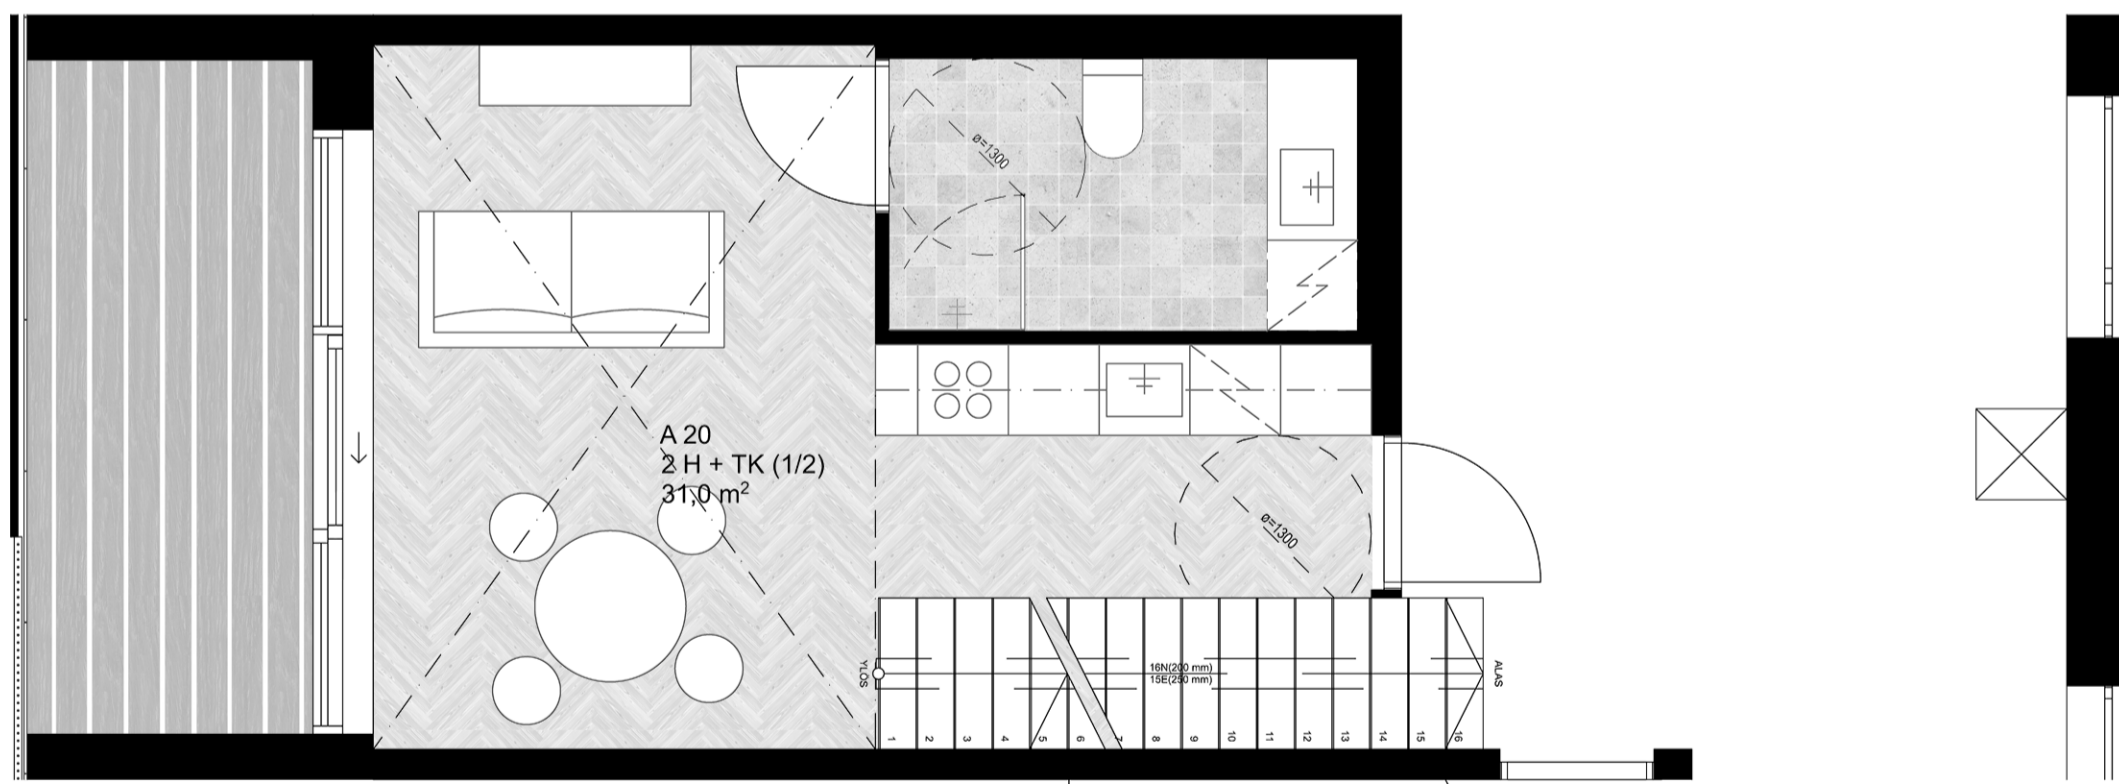 ø=1300
A 20
2 H + TK (1/2)
31,0 m²
ø=1300
YLÖS
16N(200 mm)
15E(250 mm)
ALAS
1 2 3 4 5 6 7 8 9 10 11 12 13 14 15 16